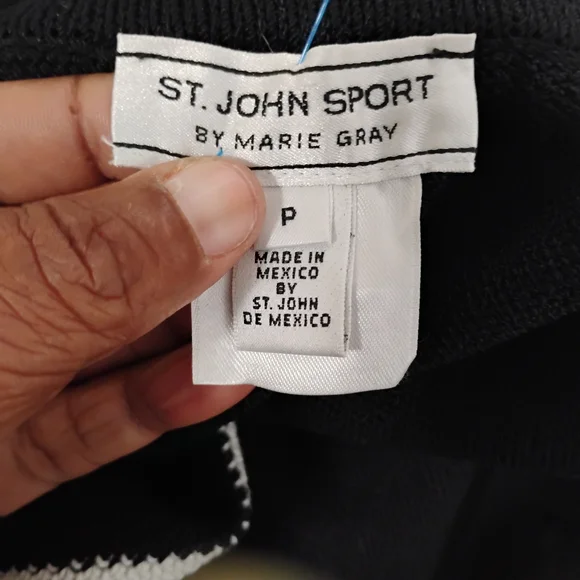 ST. JOHN SPORT
BY MARIE GRAY
P
MADE IN
MEXICO
BY
ST. JOHN
DE MEXICO